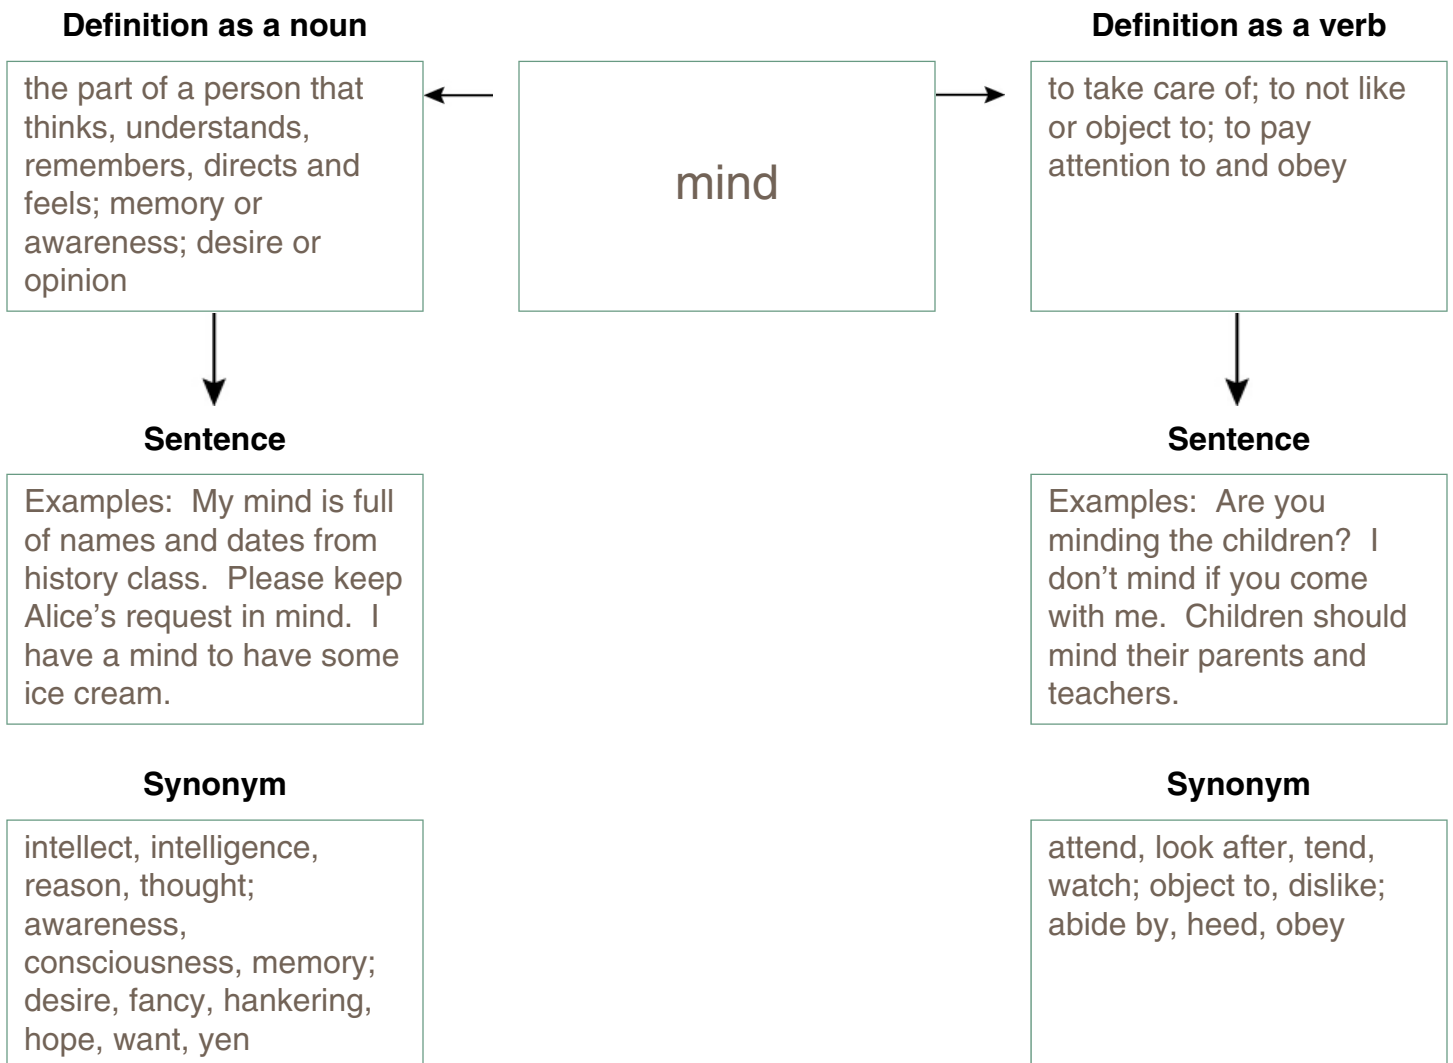 Definition as a noun
the part of a person that
thinks, understands,
remembers, directs and
feels; memory or
awareness; desire or
opinion
mind
Definition as a verb
to take care of; to not like
or object to; to pay
attention to and obey
Sentence
Examples:  My mind is full
of names and dates from
history class.  Please keep
Alice’s request in mind.  I
have a mind to have some
ice cream.
Sentence
Examples:  Are you
minding the children?  I
don’t mind if you come
with me.  Children should
mind their parents and
teachers.
Synonym
intellect, intelligence,
reason, thought;
awareness,
consciousness, memory;
desire, fancy, hankering,
hope, want, yen
Synonym
attend, look after, tend,
watch; object to, dislike;
abide by, heed, obey